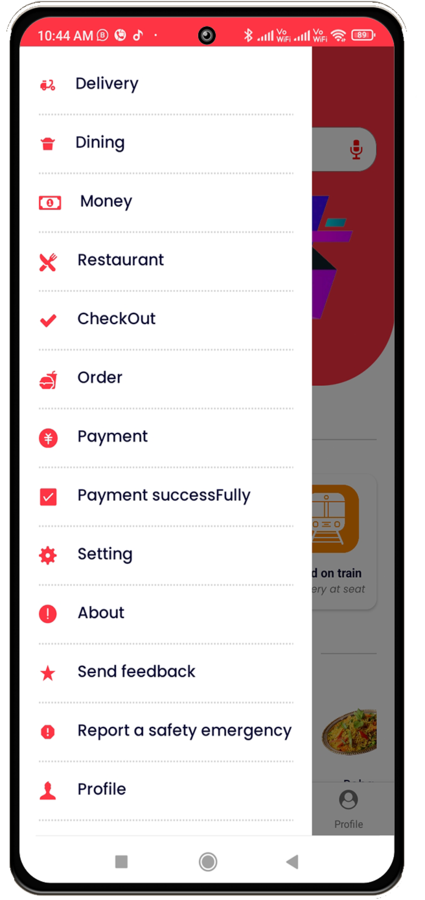 10:44 AM
Vo
WiFi
Vo
WiFi
89
Delivery
Dining
Money
Restaurant
CheckOut
Order
Payment
Payment successFully
Setting
d on train
ery at seat
About
Send feedback
Report a safety emergency
Profile
Profile